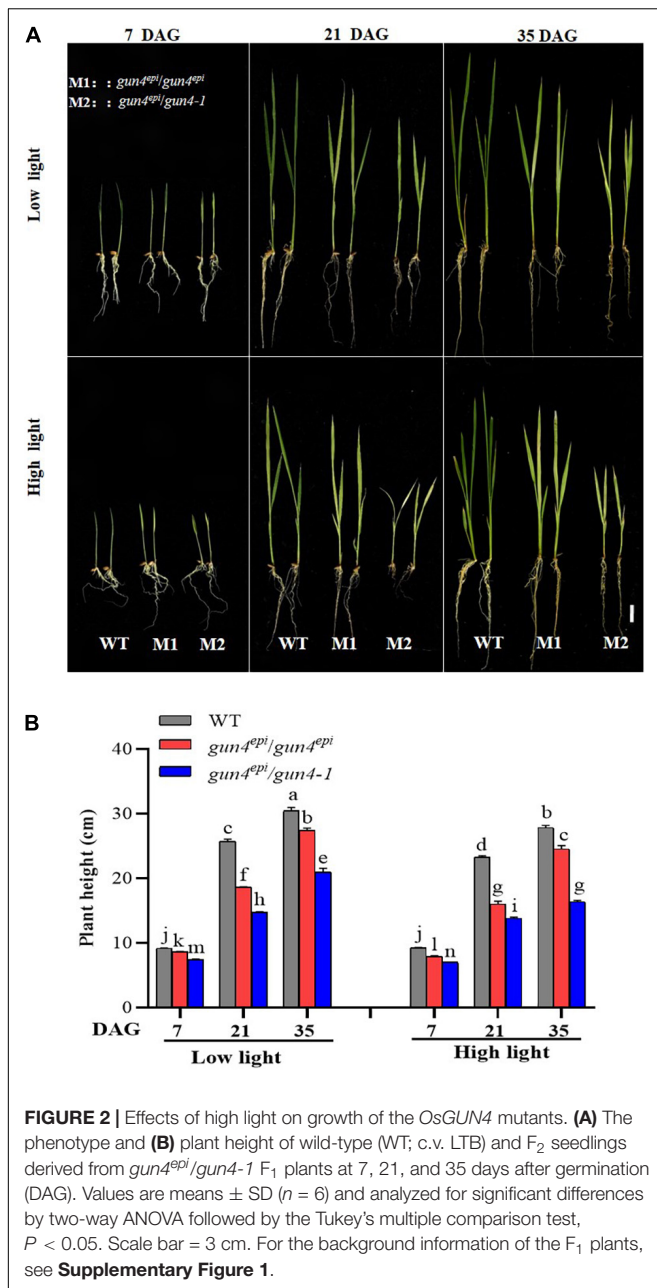 A
7 DAG 21 DAG 35 DAG
M1: : gun4epi/gun4epi
M2: : gun4epi/gun4-1
Low light
High light
WT M1 M2 WT M1 M2 WT M1 M2
B
WT
gun4epi/gun4epi
gun4epi/gun4-1
Plant height (cm)
40
30
20
10
0
j k m c f h a b e j l n d g i b c g
DAG 7 21 35 7 21 35
Low light High light
FIGURE 2 | Effects of high light on growth of the OsGUN4 mutants. (A) The
phenotype and (B) plant height of wild-type (WT; c.v. LTB) and F2 seedlings
derived from gun4epi/gun4-1 F1 plants at 7, 21, and 35 days after germination
(DAG). Values are means ± SD (n = 6) and analyzed for significant differences
by two-way ANOVA followed by the Tukey's multiple comparison test,
P < 0.05. Scale bar = 3 cm. For the background information of the F1 plants,
see Supplementary Figure 1.